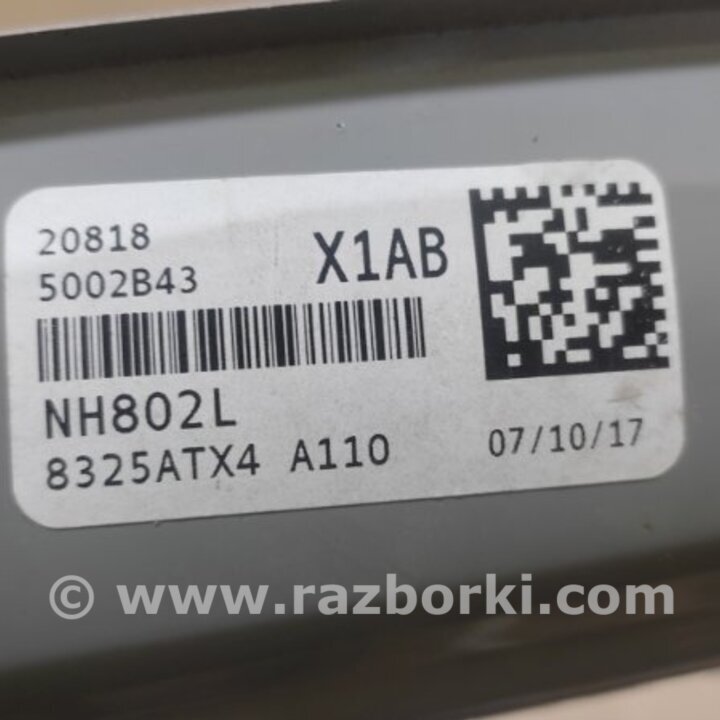 20818
5002B43
X1AB
NH802L
8325ATX4 A110
07/10/17
© www.razborki.com